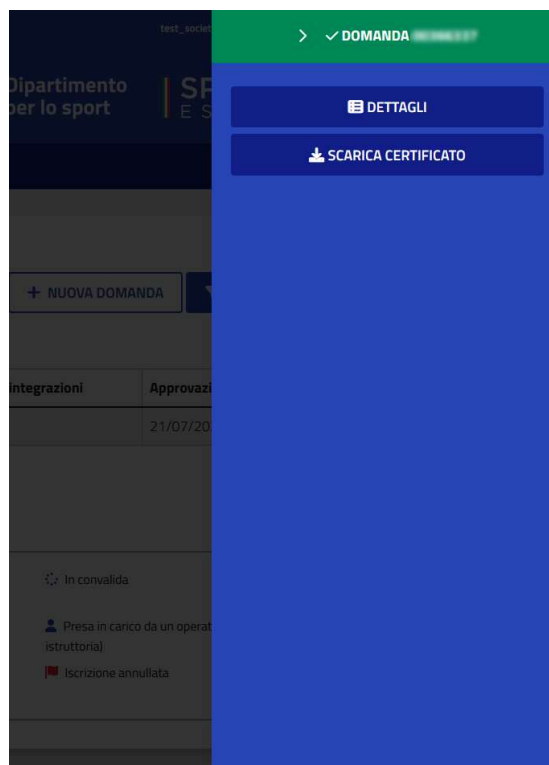 test_societ
DOMANDA
Dipartimento
per lo sport
SP
E S
DETTAGLI
SCARICA CERTIFICATO
+ NUOVA DOMANDA
integrazioni
Approvazi
21/07/20
In convalida
Presa in carico da un operat
istruttoria)
Iscrizione annullata